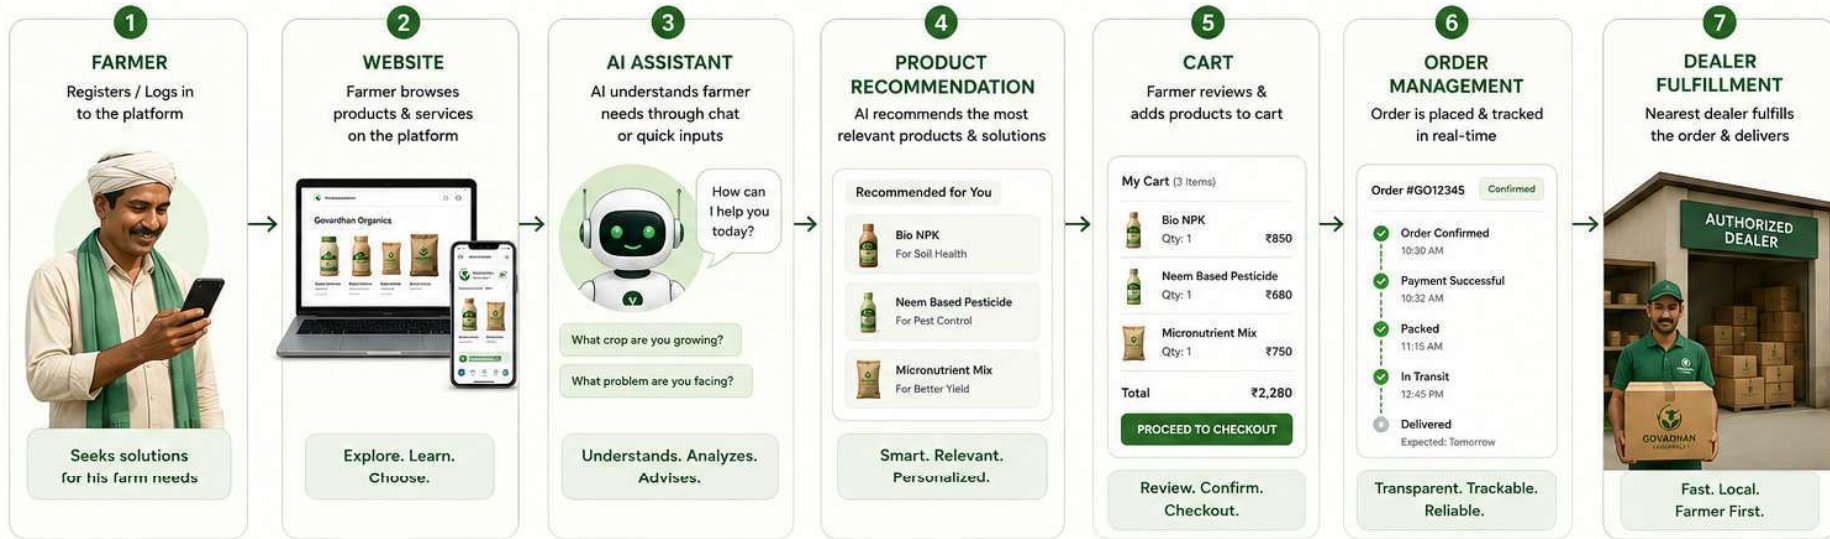 1
FARMER
Registers / Logs in
to the platform
Seeks solutions
for his farm needs
2
WEBSITE
Farmer browses
products & services
on the platform
Govardhan Organics
Explore. Learn.
Choose.
3
AI ASSISTANT
AI understands farmer
needs through chat
or quick inputs
How can
I help you
today?
V
What crop are you growing?
What problem are you facing?
Understands. Analyzes.
Advises.
4
PRODUCT
RECOMMENDATION
AI recommends the most
relevant products & solutions
Recommended for You
Bio NPK
For Soil Health
Neem Based Pesticide
For Pest Control
Micronutrient Mix
For Better Yield
Smart. Relevant.
Personalized.
5
CART
Farmer reviews &
adds products to cart
My Cart (3 Items)
Bio NPK
Qty: 1 ₹850
Neem Based Pesticide
Qty: 1 ₹680
Micronutrient Mix
Qty: 1 ₹750
Total ₹2,280
PROCEED TO CHECKOUT
Review. Confirm.
Checkout.
6
ORDER
MANAGEMENT
Order is placed & tracked
in real-time
Order #GO12345 Confirmed
Order Confirmed
10:30 AM
Payment Successful
10:32 AM
Packed
11:15 AM
In Transit
12:45 PM
Delivered
Expected: Tomorrow
Transparent. Trackable.
Reliable.
7
DEALER
FULFILLMENT
Nearest dealer fulfills
the order & delivers
AUTHORIZED
DEALER
GOVADHAN
Fast. Local.
Farmer First.